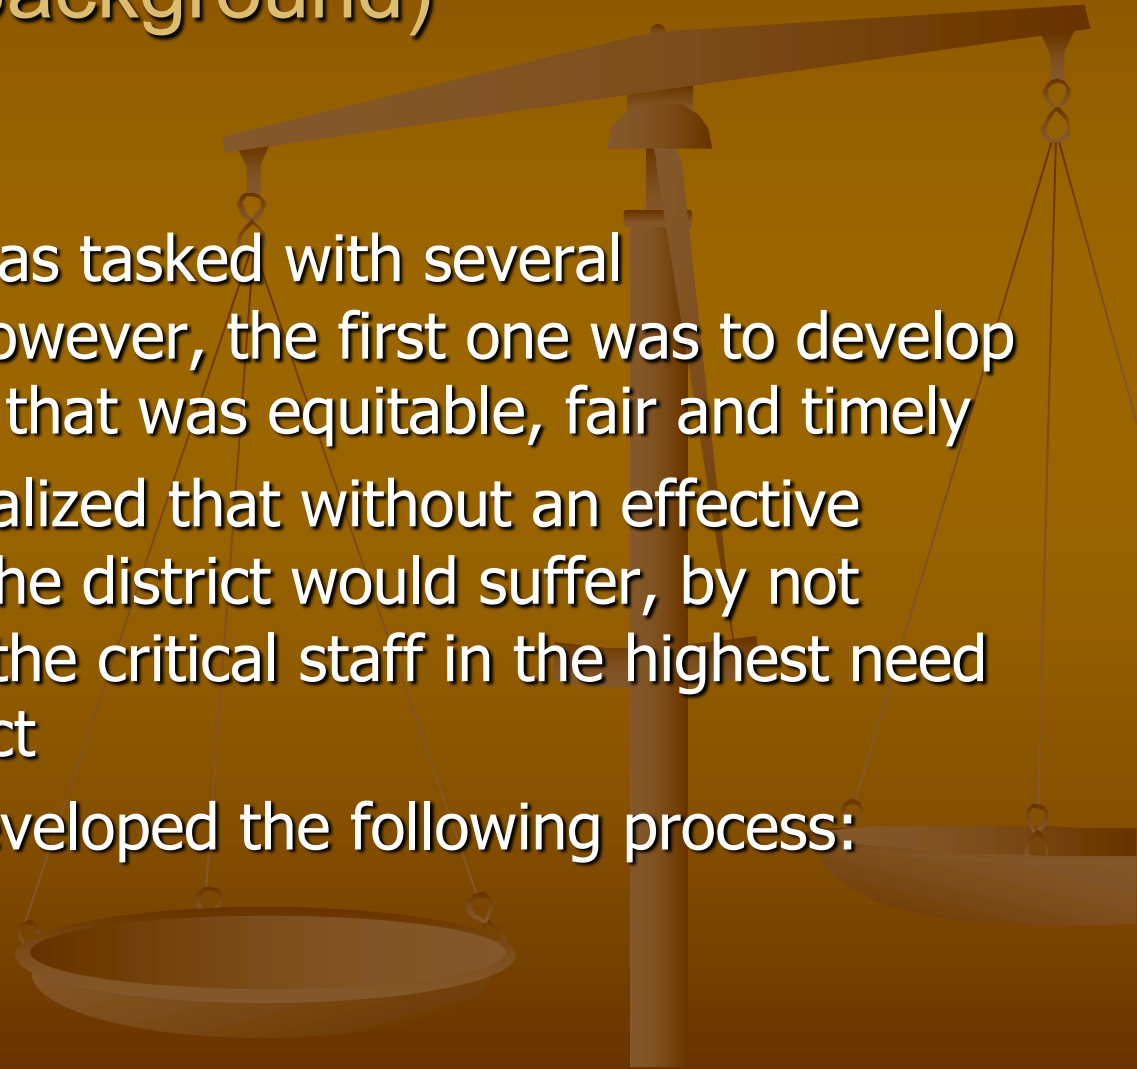 ackground)
as tasked with several
owever, the first one was to develop
that was equitable, fair and timely
alized that without an effective
he district would suffer, by not
the critical staff in the highest need
ct
veloped the following process: